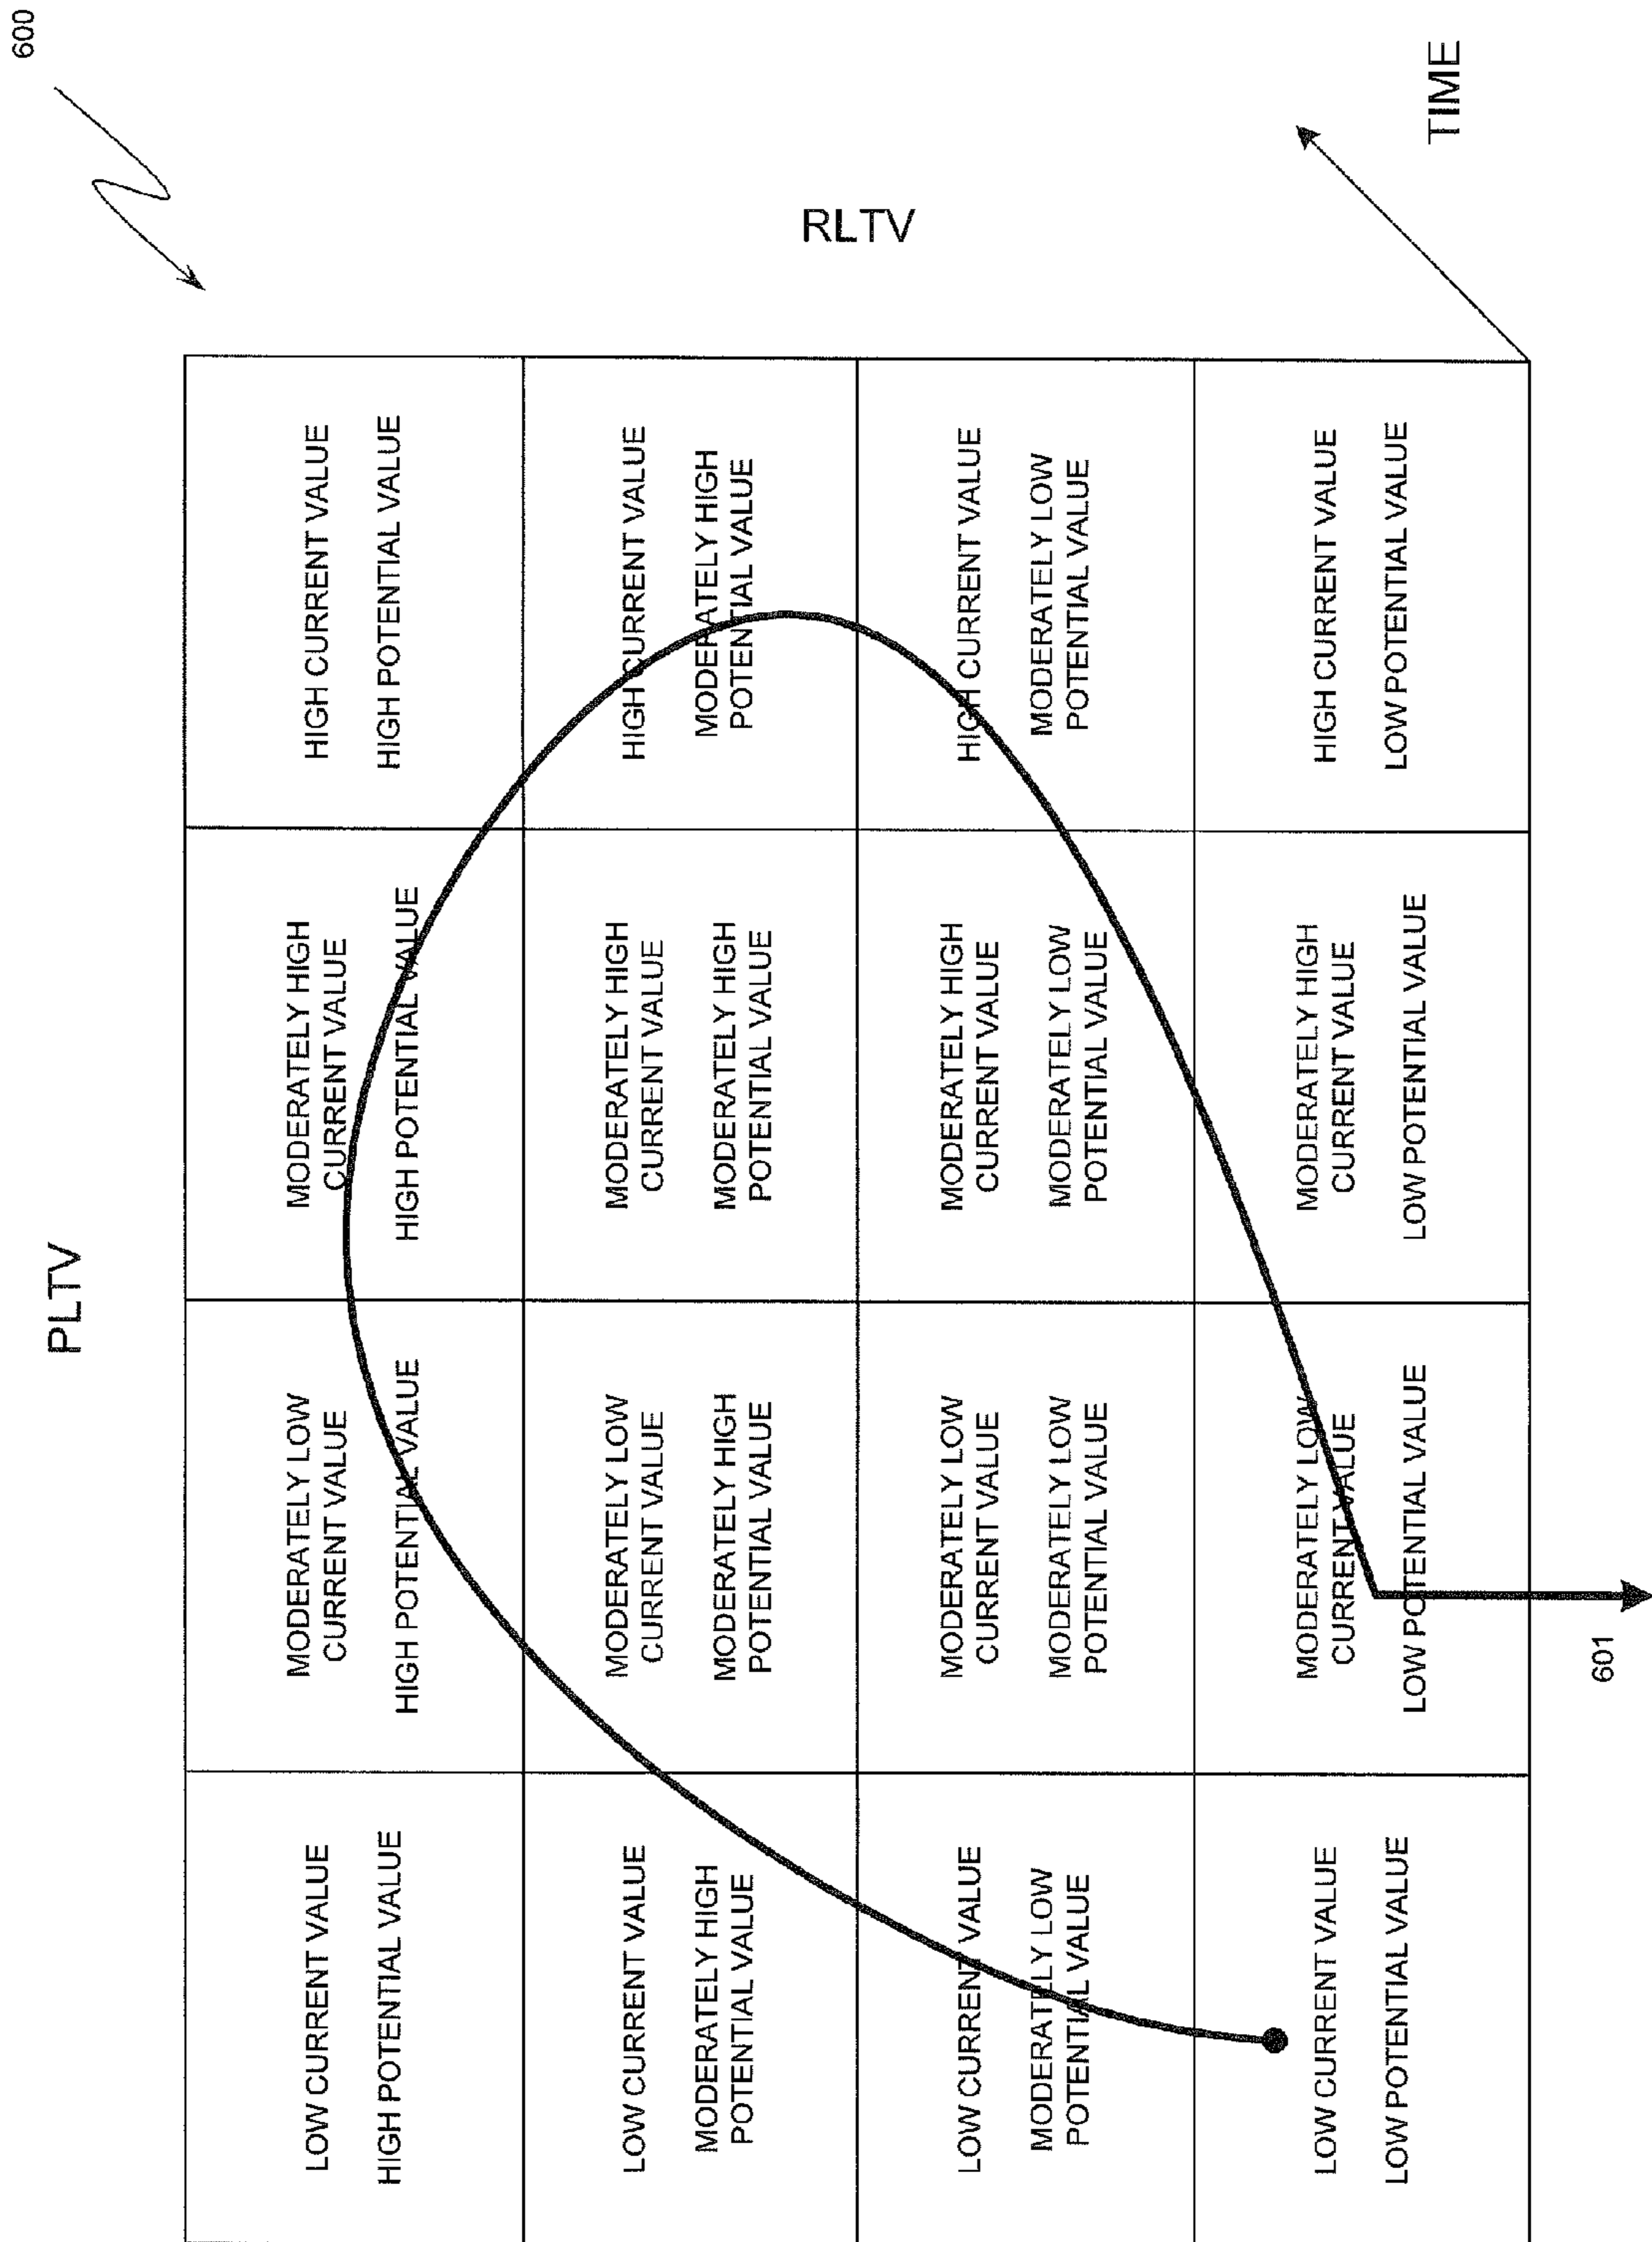 600
PLTV
LOW CURRENT VALUE
HIGH POTENTIAL VALUE
MODERATELY LOW
CURRENT VALUE
HIGH POTENTIAL VALUE
MODERATELY HIGH
CURRENT VALUE
HIGH POTENTIAL VALUE
HIGH CURRENT VALUE
HIGH POTENTIAL VALUE
LOW CURRENT VALUE
MODERATELY HIGH
POTENTIAL VALUE
MODERATELY LOW
CURRENT VALUE
MODERATELY HIGH
POTENTIAL VALUE
MODERATELY HIGH
CURRENT VALUE
MODERATELY HIGH
POTENTIAL VALUE
HIGH CURRENT VALUE
MODERATELY HIGH
POTENTIAL VALUE
RLTV
LOW CURRENT VALUE
MODERATELY LOW
POTENTIAL VALUE
MODERATELY LOW
CURRENT VALUE
MODERATELY LOW
POTENTIAL VALUE
MODERATELY HIGH
CURRENT VALUE
MODERATELY LOW
POTENTIAL VALUE
HIGH CURRENT VALUE
MODERATELY LOW
POTENTIAL VALUE
LOW CURRENT VALUE
LOW POTENTIAL VALUE
MODERATELY LOW
CURRENT VALUE
LOW POTENTIAL VALUE
MODERATELY HIGH
CURRENT VALUE
LOW POTENTIAL VALUE
HIGH CURRENT VALUE
LOW POTENTIAL VALUE
TIME
601